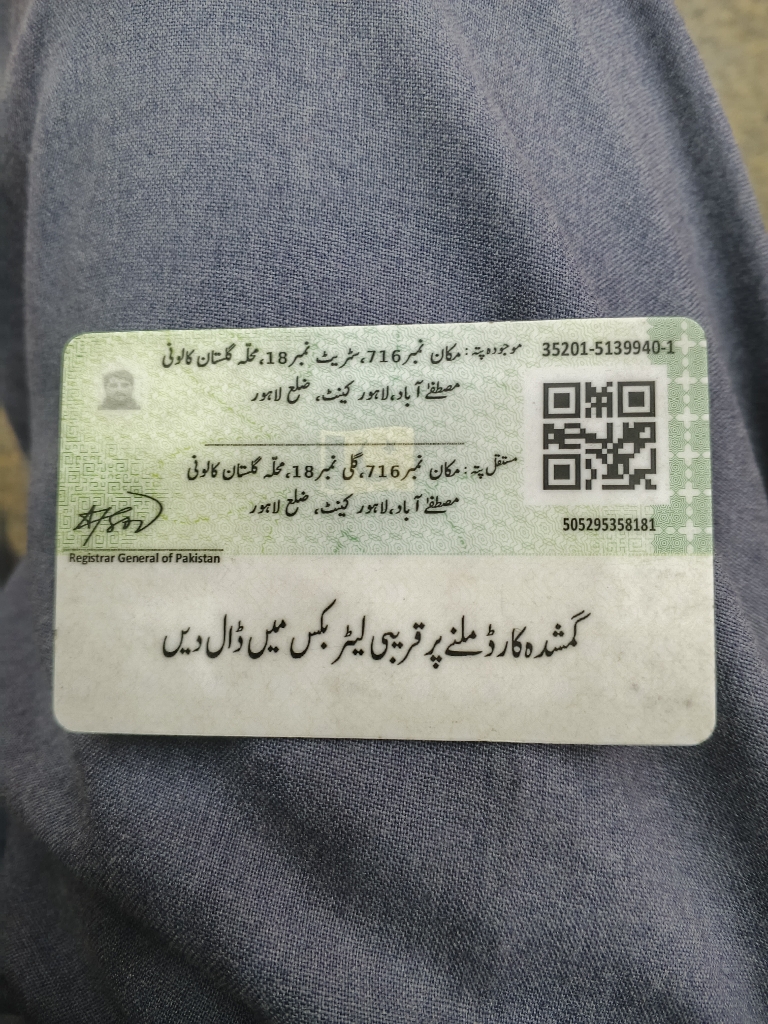 موجودہ پتہ: مکان نمبر 716، سٹریٹ نمبر 18، محلہ گلستان کالونی
مصطفےٰ آباد، لاہور کینٹ، ضلع لاہور
35201-5139940-1
مستقل پتہ: مکان نمبر 716، گلی نمبر 18، محلہ گلستان کالونی
مصطفےٰ آباد، لاہور کینٹ، ضلع لاہور
505295358181
Registrar General of Pakistan
گمشدہ کارڈ ملنے پر قریبی لیٹر بکس میں ڈال دیں